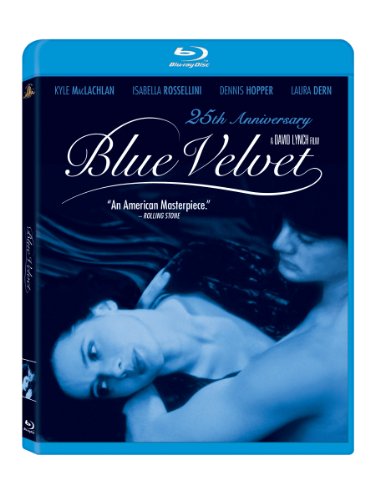 Blu-ray Disc
KYLE MacLACHLAN ISABELLA ROSSELLINI DENNIS HOPPER LAURA DERN
25th Anniversary
A DAVID LYNCH FILM
Blue Velvet
"An American Masterpiece."
– ROLLING STONE
Blue Velvet